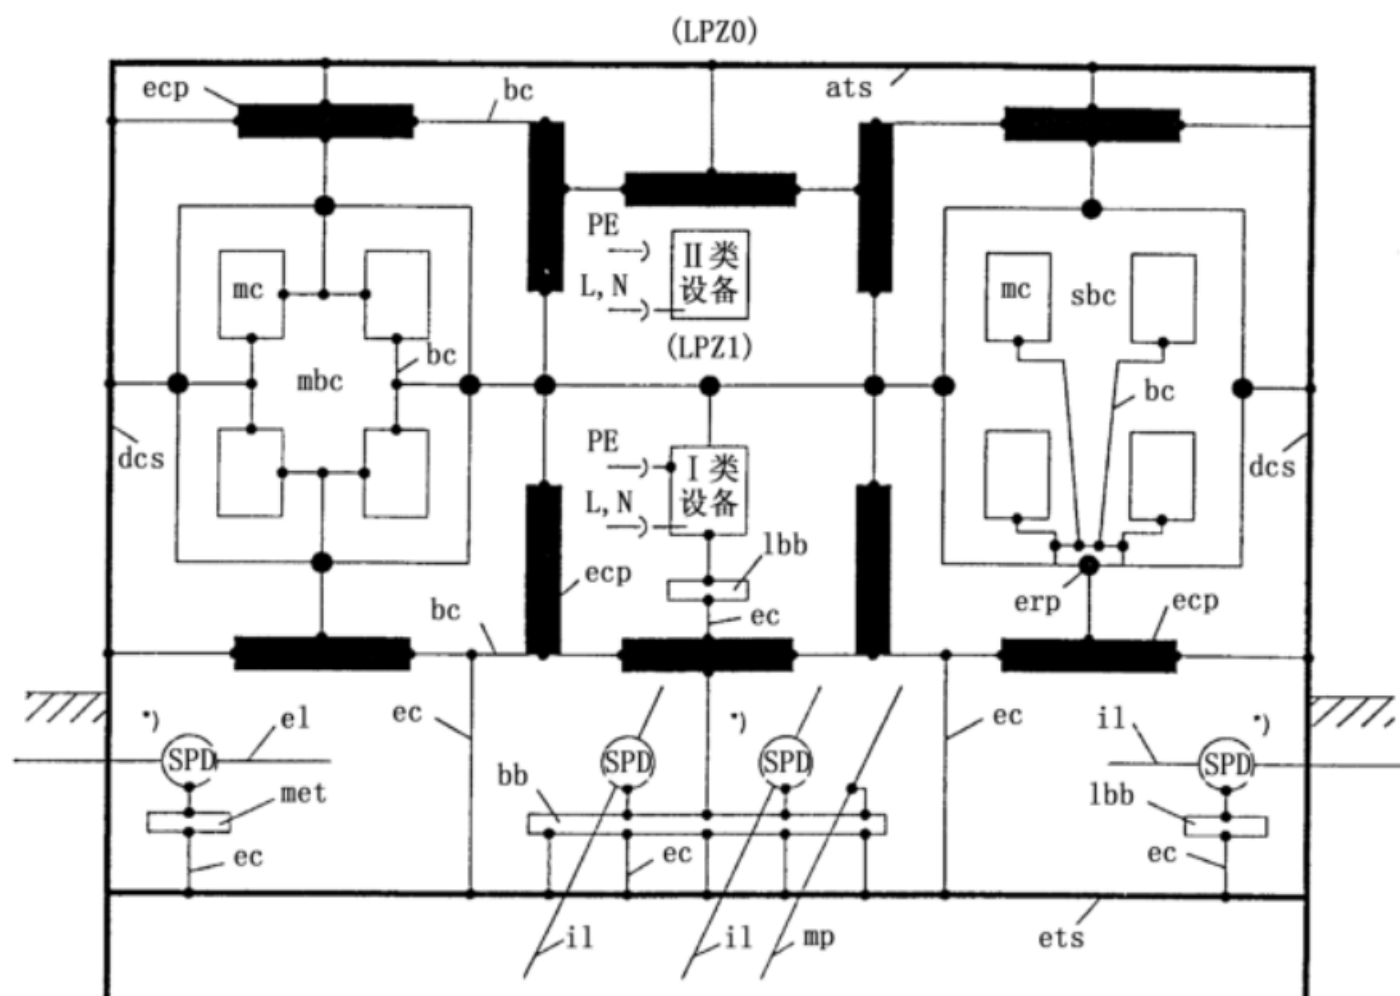 (LPZ0)
ecp
bc
ats
PE
II类
设备
L,N
mc
mc
sbc
(LPZ1)
bc
mbc
bc
dcs
dcs
PE
I类
设备
L,N
lbb
ecp
erp
ecp
bc
ec
*)
el
ec
*)
ec
il
*)
SPD
SPD
SPD
SPD
met
bb
lbb
ec
ec
ec
il
il
mp
ets